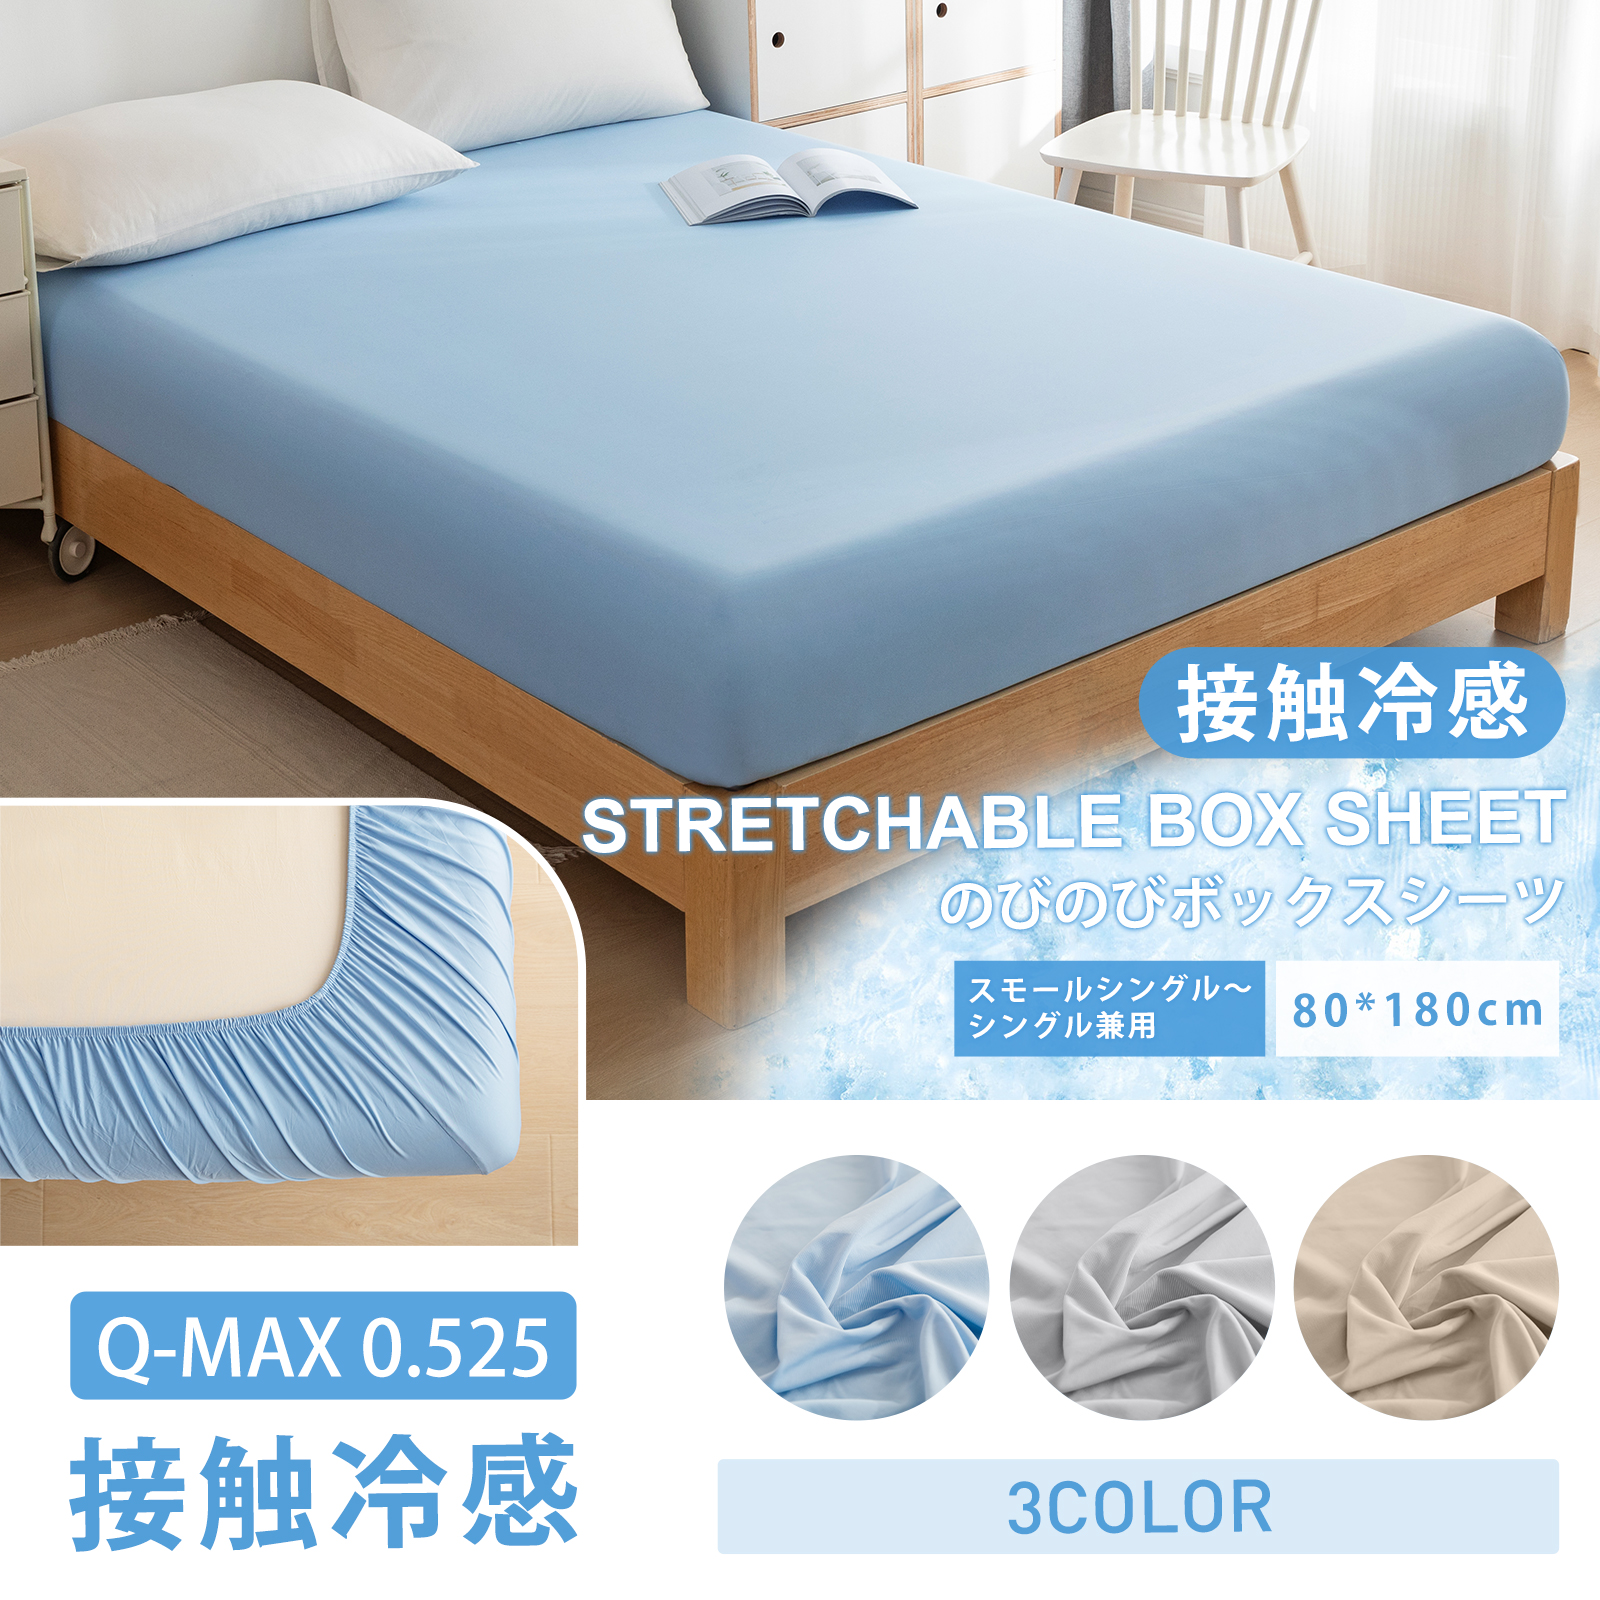 接触冷感
STRETCHABLE BOX SHEET
のびのびボックスシーツ
スモールシングル～
シングル兼用
80*180cm
Q-MAX 0.525
接触冷感
3COLOR